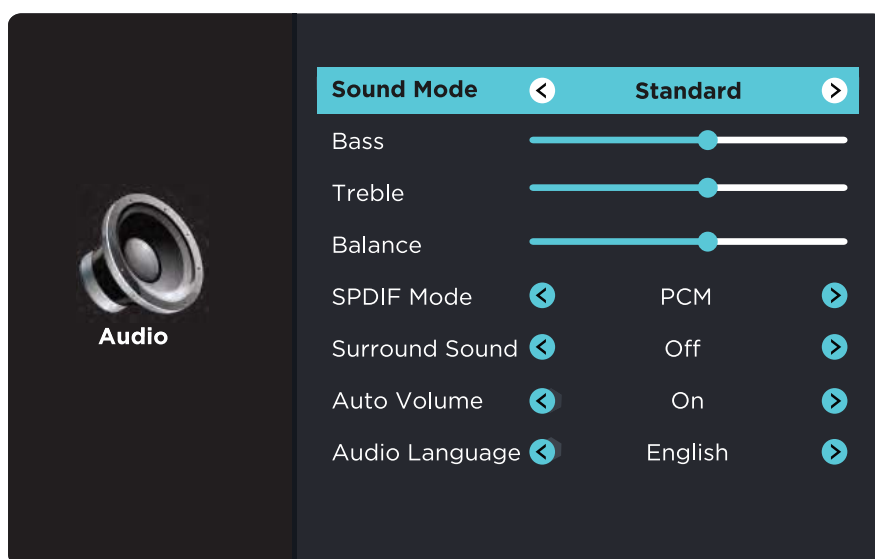 Sound Mode Standard
Bass
Treble
Balance
SPDIF Mode PCM
Audio
Surround Sound Off
Auto Volume On
Audio Language English